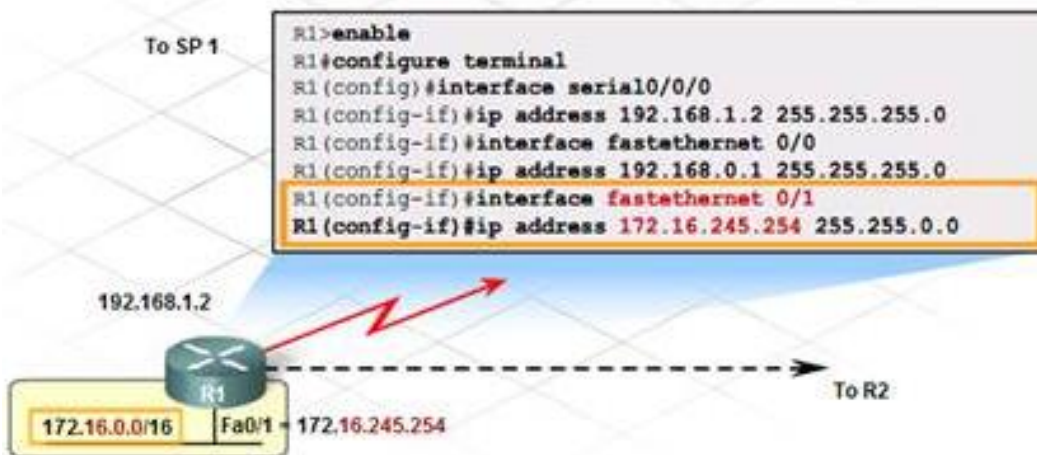 To SP 1
R1>enable
R1#configure terminal
R1(config)#interface serial0/0/0
R1(config-if)#ip address 192.168.1.2 255.255.255.0
R1(config-if)#interface fastethernet 0/0
R1(config-if)#ip address 192.168.0.1 255.255.255.0
R1(config-if)#interface fastethernet 0/1
R1(config-if)#ip address 172.16.245.254 255.255.0.0
192.168.1.2
R1
To R2
172.16.0.0/16
Fa0/1 = 172.16.245.254